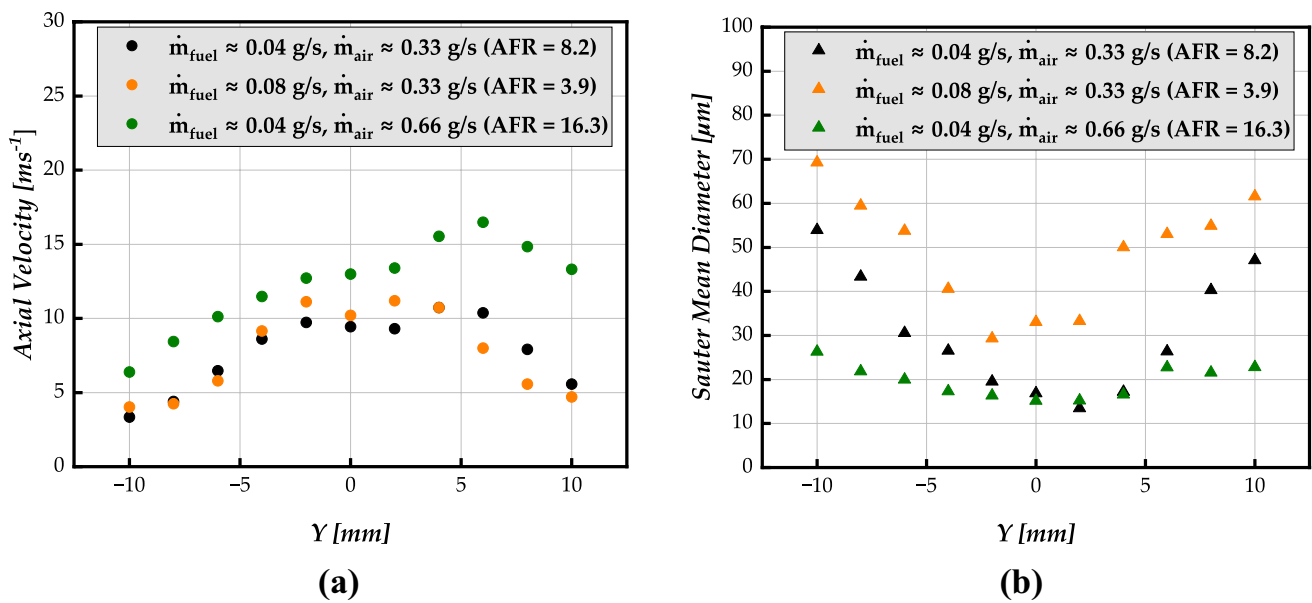 30
25
20
15
10
5
0
Axial Velocity [ms⁻¹]
ṁfuel ≈ 0.04 g/s, ṁair ≈ 0.33 g/s (AFR = 8.2)
ṁfuel ≈ 0.08 g/s, ṁair ≈ 0.33 g/s (AFR = 3.9)
ṁfuel ≈ 0.04 g/s, ṁair ≈ 0.66 g/s (AFR = 16.3)
−10 −5 0 5 10
Y [mm]
(a)
100
90
80
70
60
50
40
30
20
10
0
Sauter Mean Diameter [μm]
ṁfuel ≈ 0.04 g/s, ṁair ≈ 0.33 g/s (AFR = 8.2)
ṁfuel ≈ 0.08 g/s, ṁair ≈ 0.33 g/s (AFR = 3.9)
ṁfuel ≈ 0.04 g/s, ṁair ≈ 0.66 g/s (AFR = 16.3)
−10 −5 0 5 10
Y [mm]
(b)